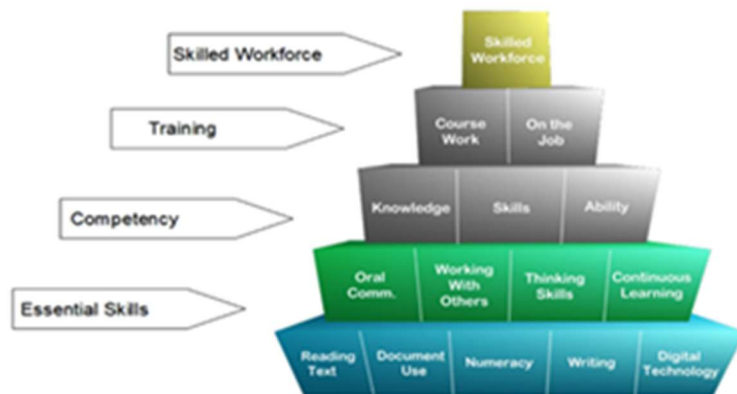 Skilled Workforce
Skilled
Workforce
Training
Course
Work
On the
Job
Competency
Knowledge
Skills
Ability
Essential Skills
Oral
Comm.
Working
With
Others
Thinking
Skills
Continuous
Learning
Reading
Text
Document
Use
Numeracy
Writing
Digital
Technology